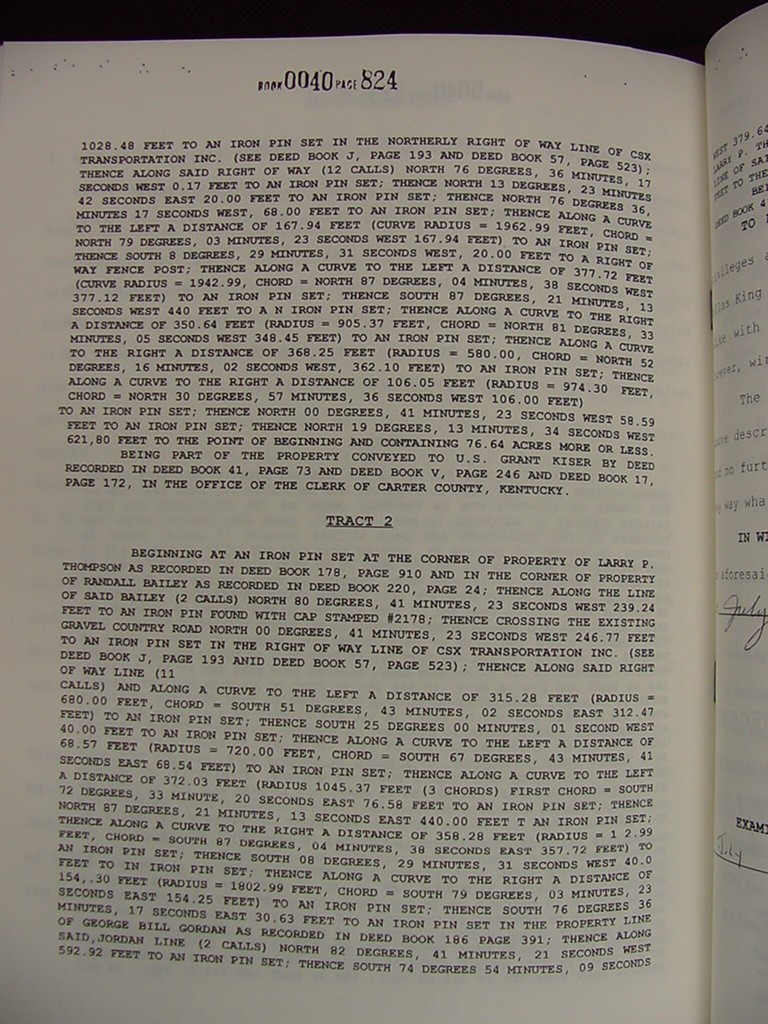 BOOK 0040 PAGE 824
1028.48 FEET TO AN IRON PIN SET IN THE NORTHERLY RIGHT OF WAY LINE OF CSX
TRANSPORTATION INC. (SEE DEED BOOK J, PAGE 193 AND DEED BOOK 57, PAGE 523);
THENCE ALONG SAID RIGHT OF WAY (12 CALLS) NORTH 76 DEGREES, 36 MINUTES, 17
SECONDS WEST 0.17 FEET TO AN IRON PIN SET; THENCE NORTH 13 DEGREES, 23 MINUTES
42 SECONDS EAST 20.00 FEET TO AN IRON PIN SET; THENCE NORTH 76 DEGREES 36,
MINUTES 17 SECONDS WEST, 68.00 FEET TO AN IRON PIN SET; THENCE ALONG A CURVE
TO THE LEFT A DISTANCE OF 167.94 FEET (CURVE RADIUS = 1962.99 FEET, CHORD =
NORTH 79 DEGREES, 03 MINUTES, 23 SECONDS WEST 167.94 FEET) TO AN IRON PIN SET;
THENCE SOUTH 8 DEGREES, 29 MINUTES, 31 SECONDS WEST, 20.00 FEET TO A RIGHT OF
WAY FENCE POST; THENCE ALONG A CURVE TO THE LEFT A DISTANCE OF 377.72 FEET
(CURVE RADIUS = 1942.99, CHORD = NORTH 87 DEGREES, 04 MINUTES, 38 SECONDS WEST
377.12 FEET) TO AN IRON PIN SET; THENCE SOUTH 87 DEGREES, 21 MINUTES, 13
SECONDS WEST 440 FEET TO A N IRON PIN SET; THENCE ALONG A CURVE TO THE RIGHT
A DISTANCE OF 350.64 FEET (RADIUS = 905.37 FEET, CHORD = NORTH 81 DEGREES, 33
MINUTES, 05 SECONDS WEST 348.45 FEET) TO AN IRON PIN SET; THENCE ALONG A CURVE
TO THE RIGHT A DISTANCE OF 368.25 FEET (RADIUS = 580.00, CHORD = NORTH 52
DEGREES, 16 MINUTES, 02 SECONDS WEST, 362.10 FEET) TO AN IRON PIN SET; THENCE
ALONG A CURVE TO THE RIGHT A DISTANCE OF 106.05 FEET (RADIUS = 974.30 FEET,
CHORD = NORTH 30 DEGREES, 57 MINUTES, 36 SECONDS WEST 106.00 FEET)
TO AN IRON PIN SET; THENCE NORTH 00 DEGREES, 41 MINUTES, 23 SECONDS WEST 58.59
FEET TO AN IRON PIN SET; THENCE NORTH 19 DEGREES, 13 MINUTES, 34 SECONDS WEST
621,80 FEET TO THE POINT OF BEGINNING AND CONTAINING 76.64 ACRES MORE OR LESS.
BEING PART OF THE PROPERTY CONVEYED TO U.S. GRANT KISER BY DEED
RECORDED IN DEED BOOK 41, PAGE 73 AND DEED BOOK V, PAGE 246 AND DEED BOOK 17,
PAGE 172, IN THE OFFICE OF THE CLERK OF CARTER COUNTY, KENTUCKY.
TRACT 2
BEGINNING AT AN IRON PIN SET AT THE CORNER OF PROPERTY OF LARRY P.
THOMPSON AS RECORDED IN DEED BOOK 178, PAGE 910 AND IN THE CORNER OF PROPERTY
OF RANDALL BAILEY AS RECORDED IN DEED BOOK 220, PAGE 24; THENCE ALONG THE LINE
OF SAID BAILEY (2 CALLS) NORTH 80 DEGREES, 41 MINUTES, 23 SECONDS WEST 239.24
FEET TO AN IRON PIN FOUND WITH CAP STAMPED #2178; THENCE CROSSING THE EXISTING
GRAVEL COUNTRY ROAD NORTH 00 DEGREES, 41 MINUTES, 23 SECONDS WEST 246.77 FEET
TO AN IRON PIN SET IN THE RIGHT OF WAY LINE OF CSX TRANSPORTATION INC. (SEE
DEED BOOK J, PAGE 193 ANID DEED BOOK 57, PAGE 523); THENCE ALONG SAID RIGHT
OF WAY LINE (11
CALLS) AND ALONG A CURVE TO THE LEFT A DISTANCE OF 315.28 FEET (RADIUS =
680.00 FEET, CHORD = SOUTH 51 DEGREES, 43 MINUTES, 02 SECONDS EAST 312.47
FEET) TO AN IRON PIN SET; THENCE SOUTH 25 DEGREES 00 MINUTES, 01 SECOND WEST
40.00 FEET TO AN IRON PIN SET; THENCE ALONG A CURVE TO THE LEFT A DISTANCE OF
68.57 FEET (RADIUS = 720.00 FEET, CHORD = SOUTH 67 DEGREES, 43 MINUTES, 41
SECONDS EAST 68.54 FEET) TO AN IRON PIN SET; THENCE ALONG A CURVE TO THE LEFT
A DISTANCE OF 372.03 FEET (RADIUS 1045.37 FEET (3 CHORDS) FIRST CHORD = SOUTH
72 DEGREES, 33 MINUTE, 20 SECONDS EAST 76.58 FEET TO AN IRON PIN SET; THENCE
NORTH 87 DEGREES, 21 MINUTES, 13 SECONDS EAST 440.00 FEET T AN IRON PIN SET;
THENCE ALONG A CURVE TO THE RIGHT A DISTANCE OF 358.28 FEET (RADIUS = 1 2.99
FEET, CHORD = SOUTH 87 DEGREES, 04 MINUTES, 38 SECONDS EAST 357.72 FEET) TO
AN IRON PIN SET; THENCE SOUTH 08 DEGREES, 29 MINUTES, 31 SECONDS WEST 40.0
FEET TO IN IRON PIN SET; THENCE ALONG A CURVE TO THE RIGHT A DISTANCE OF
154,.30 FEET (RADIUS = 1802.99 FEET, CHORD = SOUTH 79 DEGREES, 03 MINUTES, 23
SECONDS EAST 154.25 FEET) TO AN IRON PIN SET; THENCE SOUTH 76 DEGREES 36
MINUTES, 17 SECONDS EAST 30.63 FEET TO AN IRON PIN SET IN THE PROPERTY LINE
OF GEORGE BILL GORDAN AS RECORDED IN DEED BOOK 186 PAGE 391; THENCE ALONG
SAID,JORDAN LINE (2 CALLS) NORTH 82 DEGREES, 41 MINUTES, 21 SECONDS WEST
592.92 FEET TO AN IRON PIN SET; THENCE SOUTH 74 DEGREES 54 MINUTES, 09 SECONDS
379.64
LARRY P.
LINE OF
TO THE
BOOK
TO
King
with
The
no
way
IN
July